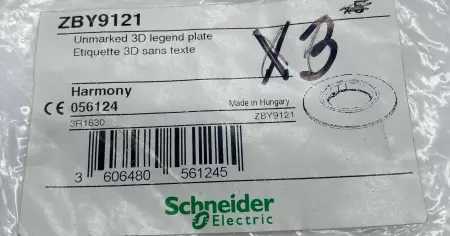 ZBY9121
Unmarked 3D legend plate
Etiquette 3D sans texte
X3
Harmony
CE 056124
Made in Hungary
3R1630
ZBY9121
3 606480 561245
Schneider
Electric